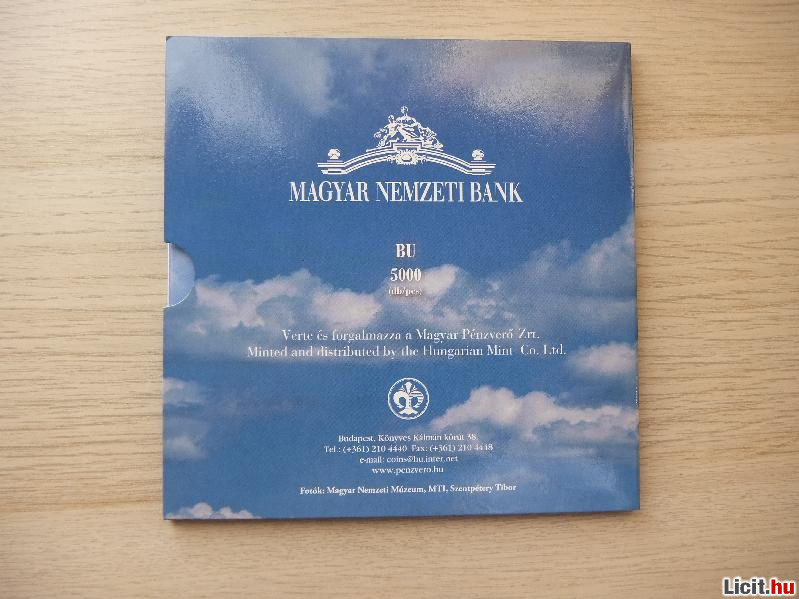 MAGYAR NEMZETI BANK
BU
5000
(db/pcs)
Verte és forgalmazza a Magyar Pénzverő Zrt.
Minted and distributed by the Hungarian Mint Co. Ltd.
Budapest, Könyves Kálmán körút 38.
Tel.: (+361) 210 4440 Fax: (+361) 210 4448
e-mail: coins@hu.inter.net
www.penzvero.hu
Fotók: Magyar Nemzeti Múzeum, MTI, Szentpétery Tibor
Licit.hu